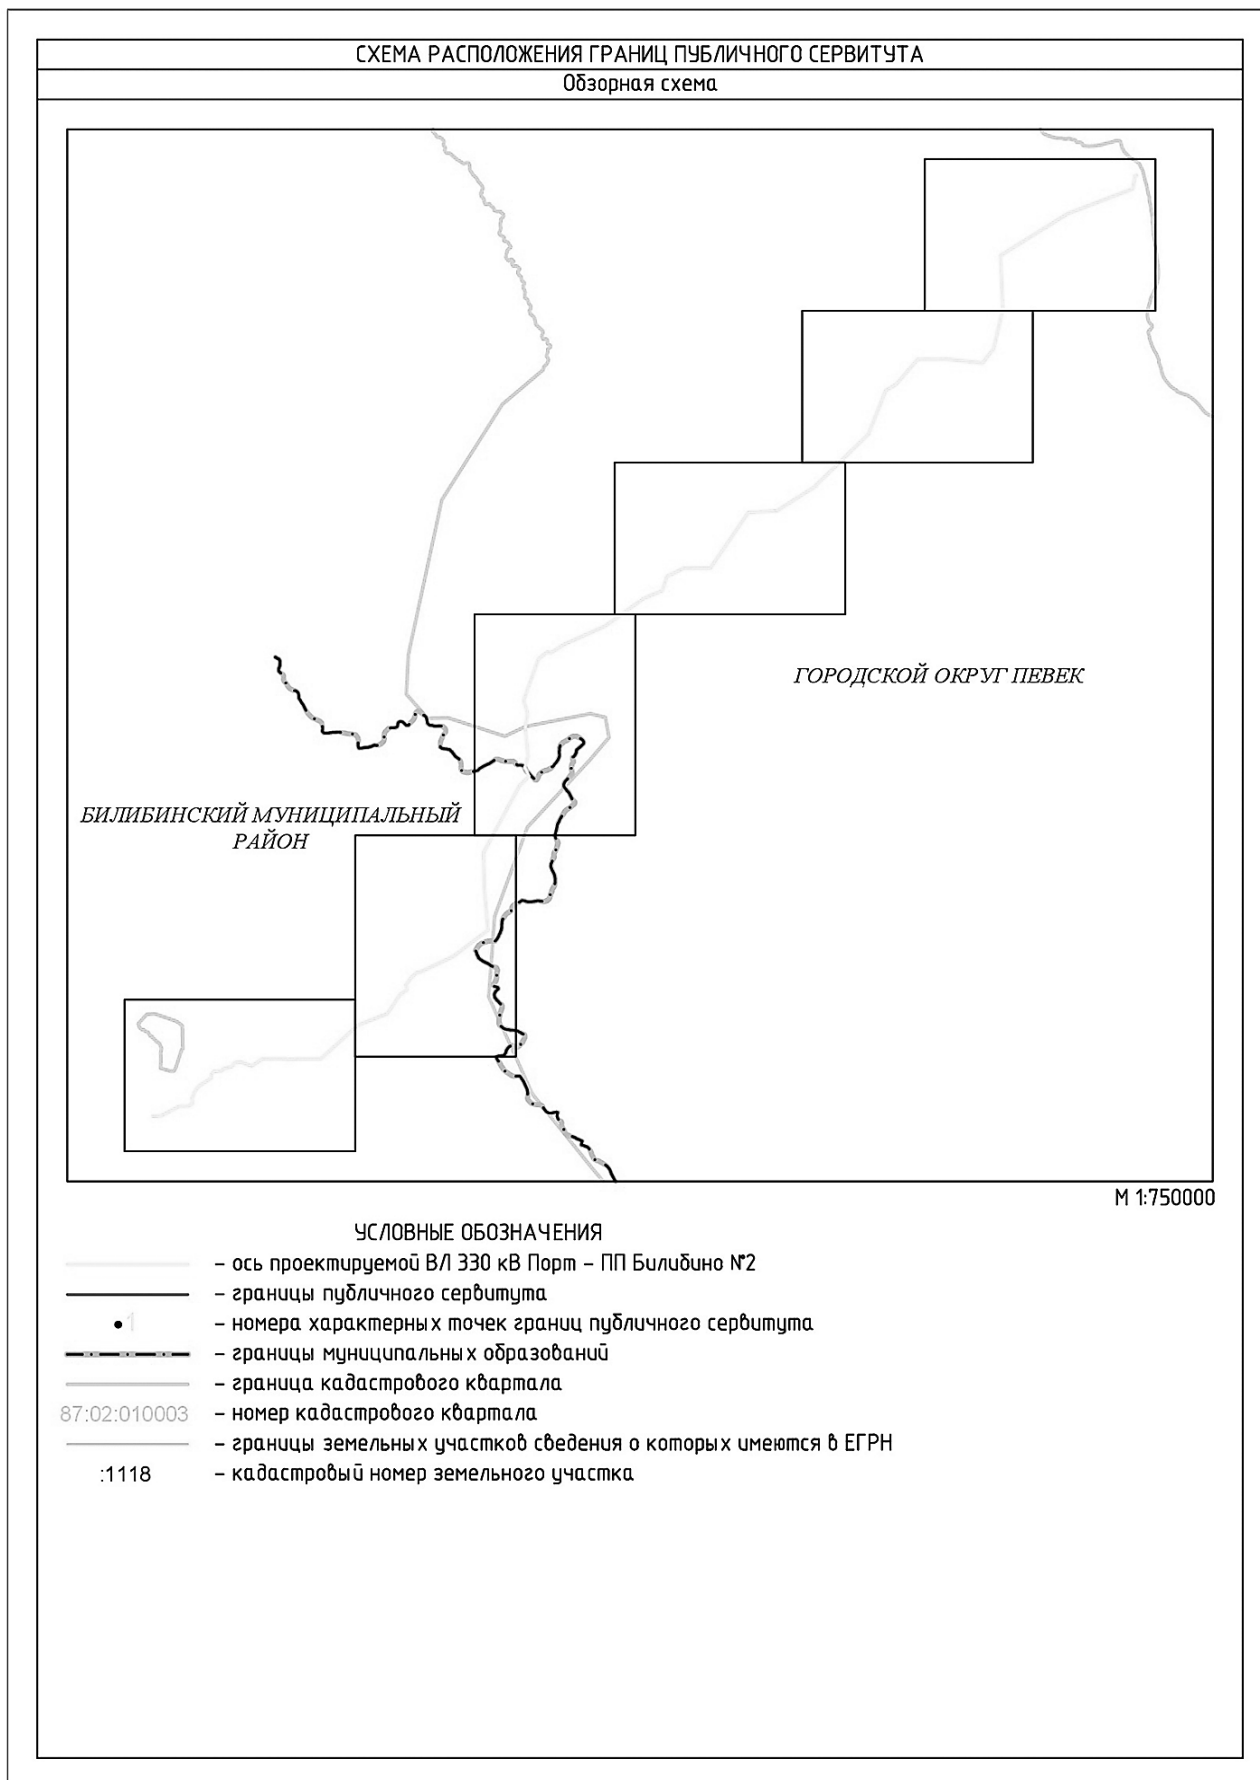 СХЕМА РАСПОЛОЖЕНИЯ ГРАНИЦ ПУБЛИЧНОГО СЕРВИТУТА
Обзорная схема
ГОРОДСКОЙ ОКРУГ ПЕВЕК
БИЛИБИНСКИЙ МУНИЦИПАЛЬНЫЙ
РАЙОН
М 1:750000
УСЛОВНЫЕ ОБОЗНАЧЕНИЯ
– ось проектируемой ВЛ 330 кВ Порт – ПП Билибино №2
– границы публичного сервитута
1 – номера характерных точек границ публичного сервитута
– границы муниципальных образований
– граница кадастрового квартала
87:02:010003 – номер кадастрового квартала
– границы земельных участков сведения о которых имеются в ЕГРН
:1118 – кадастровый номер земельного участка